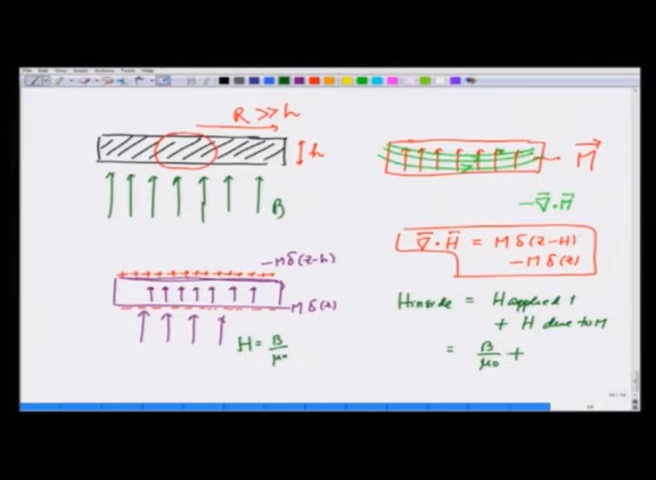 R >> h
h
B
M⃗
-∇⃗·M⃗
∇⃗·H⃗ = Mδ(z-h)
-Mδ(z)
-Mδ(z-h)
Mδ(z)
H = B/μ₀
Hinside = Happlied
+ H due to M
= B/μ₀ +